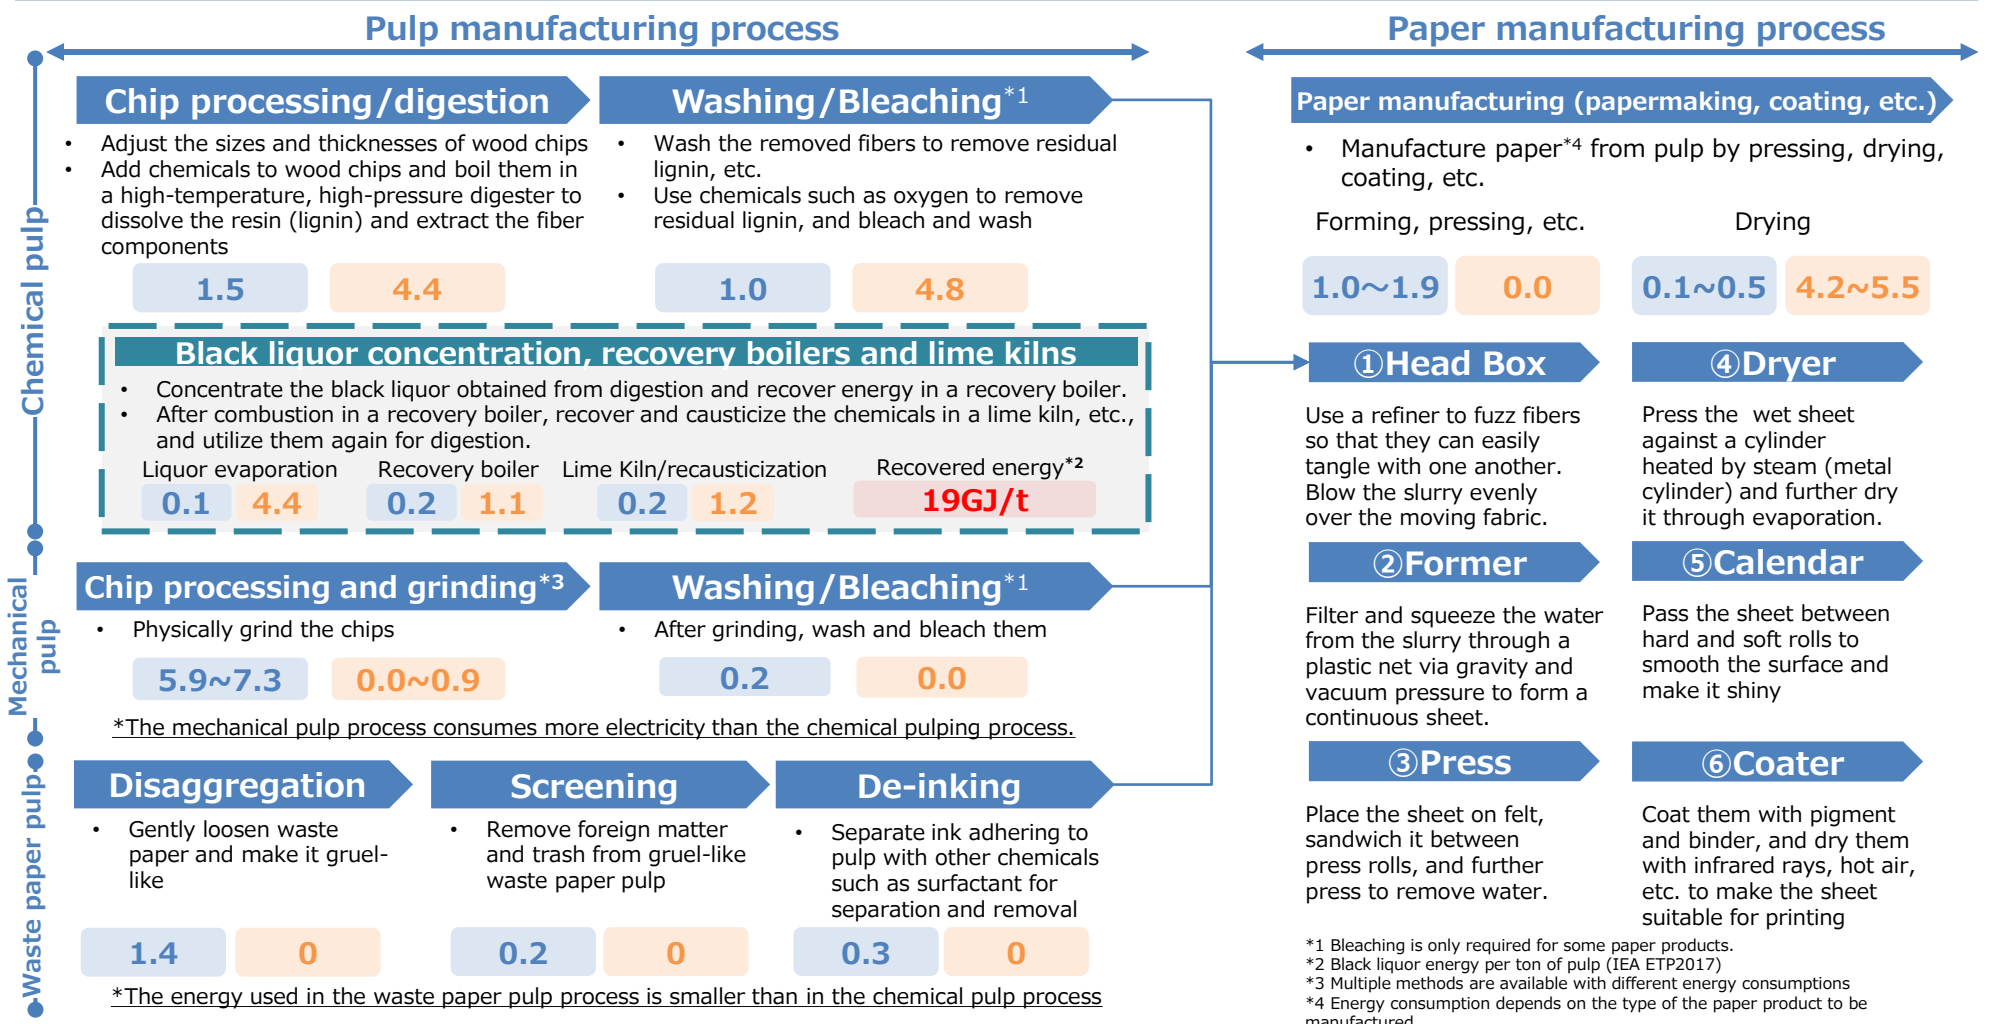 Pulp manufacturing process
Paper manufacturing process
Chemical pulp
Chip processing/digestion
• Adjust the sizes and thicknesses of wood chips
• Add chemicals to wood chips and boil them in
a high-temperature, high-pressure digester to
dissolve the resin (lignin) and extract the fiber
components
1.5
4.4
Washing/Bleaching*1
• Wash the removed fibers to remove residual
lignin, etc.
• Use chemicals such as oxygen to remove
residual lignin, and bleach and wash
1.0
4.8
Black liquor concentration, recovery boilers and lime kilns
• Concentrate the black liquor obtained from digestion and recover energy in a recovery boiler.
• After combustion in a recovery boiler, recover and causticize the chemicals in a lime kiln, etc.,
and utilize them again for digestion.
Liquor evaporation
0.1
4.4
Recovery boiler
0.2
1.1
Lime Kiln/recausticization
0.2
1.2
Recovered energy*2
19GJ/t
Mechanical
pulp
Chip processing and grinding*3
• Physically grind the chips
5.9~7.3
0.0~0.9
Washing/Bleaching*1
• After grinding, wash and bleach them
0.2
0.0
*The mechanical pulp process consumes more electricity than the chemical pulping process.
Waste paper pulp
Disaggregation
• Gently loosen waste
paper and make it gruel-
like
1.4
0
Screening
• Remove foreign matter
and trash from gruel-like
waste paper pulp
0.2
0
De-inking
• Separate ink adhering to
pulp with other chemicals
such as surfactant for
separation and removal
0.3
0
*The energy used in the waste paper pulp process is smaller than in the chemical pulp process
Paper manufacturing (papermaking, coating, etc.)
• Manufacture paper*4 from pulp by pressing, drying,
coating, etc.
Forming, pressing, etc.
1.0～1.9
0.0
Drying
0.1~0.5
4.2~5.5
①Head Box
Use a refiner to fuzz fibers
so that they can easily
tangle with one another.
Blow the slurry evenly
over the moving fabric.
②Former
Filter and squeeze the water
from the slurry through a
plastic net via gravity and
vacuum pressure to form a
continuous sheet.
③Press
Place the sheet on felt,
sandwich it between
press rolls, and further
press to remove water.
④Dryer
Press the wet sheet
against a cylinder
heated by steam (metal
cylinder) and further dry
it through evaporation.
⑤Calendar
Pass the sheet between
hard and soft rolls to
smooth the surface and
make it shiny
⑥Coater
Coat them with pigment
and binder, and dry them
with infrared rays, hot air,
etc. to make the sheet
suitable for printing
*1 Bleaching is only required for some paper products.
*2 Black liquor energy per ton of pulp (IEA ETP2017)
*3 Multiple methods are available with different energy consumptions
*4 Energy consumption depends on the type of the paper product to be
manufactured